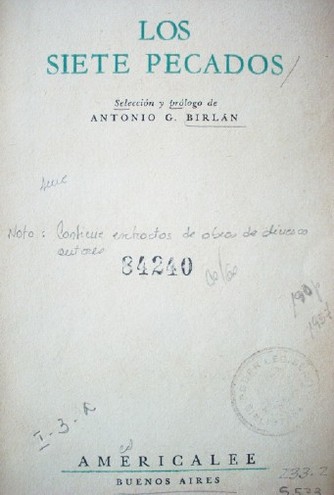 LOS
SIETE PECADOS
Selección y prólogo de
ANTONIO G. BIRLÁN
Nota: Contiene extractos de obras de diversos
autores
84240
I-3-A
AMERICALEE
BUENOS AIRES